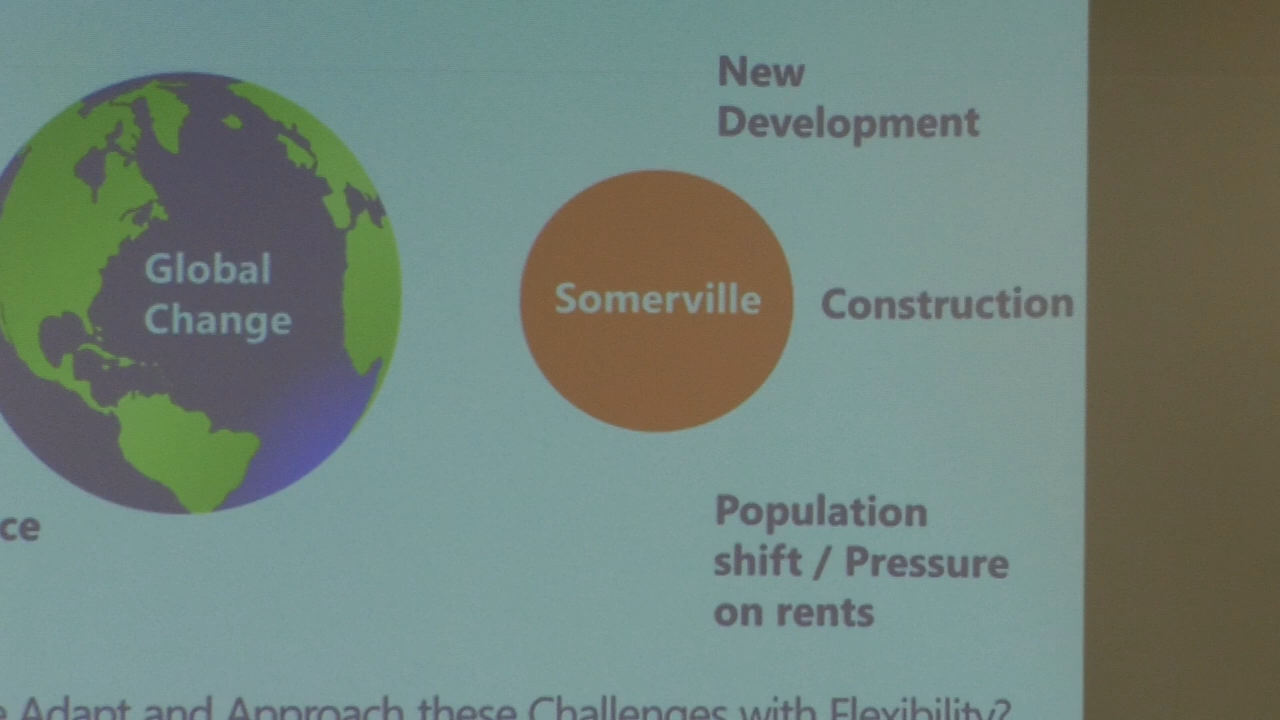 New
Development
Global
Change
Somerville
Construction
ce
Population
shift / Pressure
on rents
e Adapt and Approach these Challenges with Flexibility?